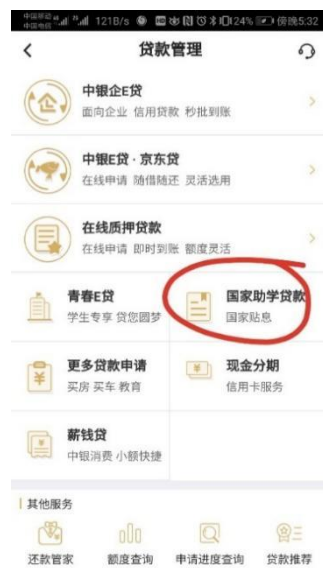 中国移动
中国电信
121B/s
24%
傍晚5:32
贷款管理
中银企E贷
面向企业 信用贷款 秒批到账
中银E贷 · 京东贷
在线申请 随借随还 灵活选用
在线质押贷款
在线申请 即时到账 额度灵活
青春E贷
学生专享 贷您圆梦
国家助学贷款
国家贴息
更多贷款申请
买房 买车 教育
现金分期
信用卡服务
薪钱贷
中银消费 小额快捷
其他服务
还款管家
额度查询
申请进度查询
贷款推荐